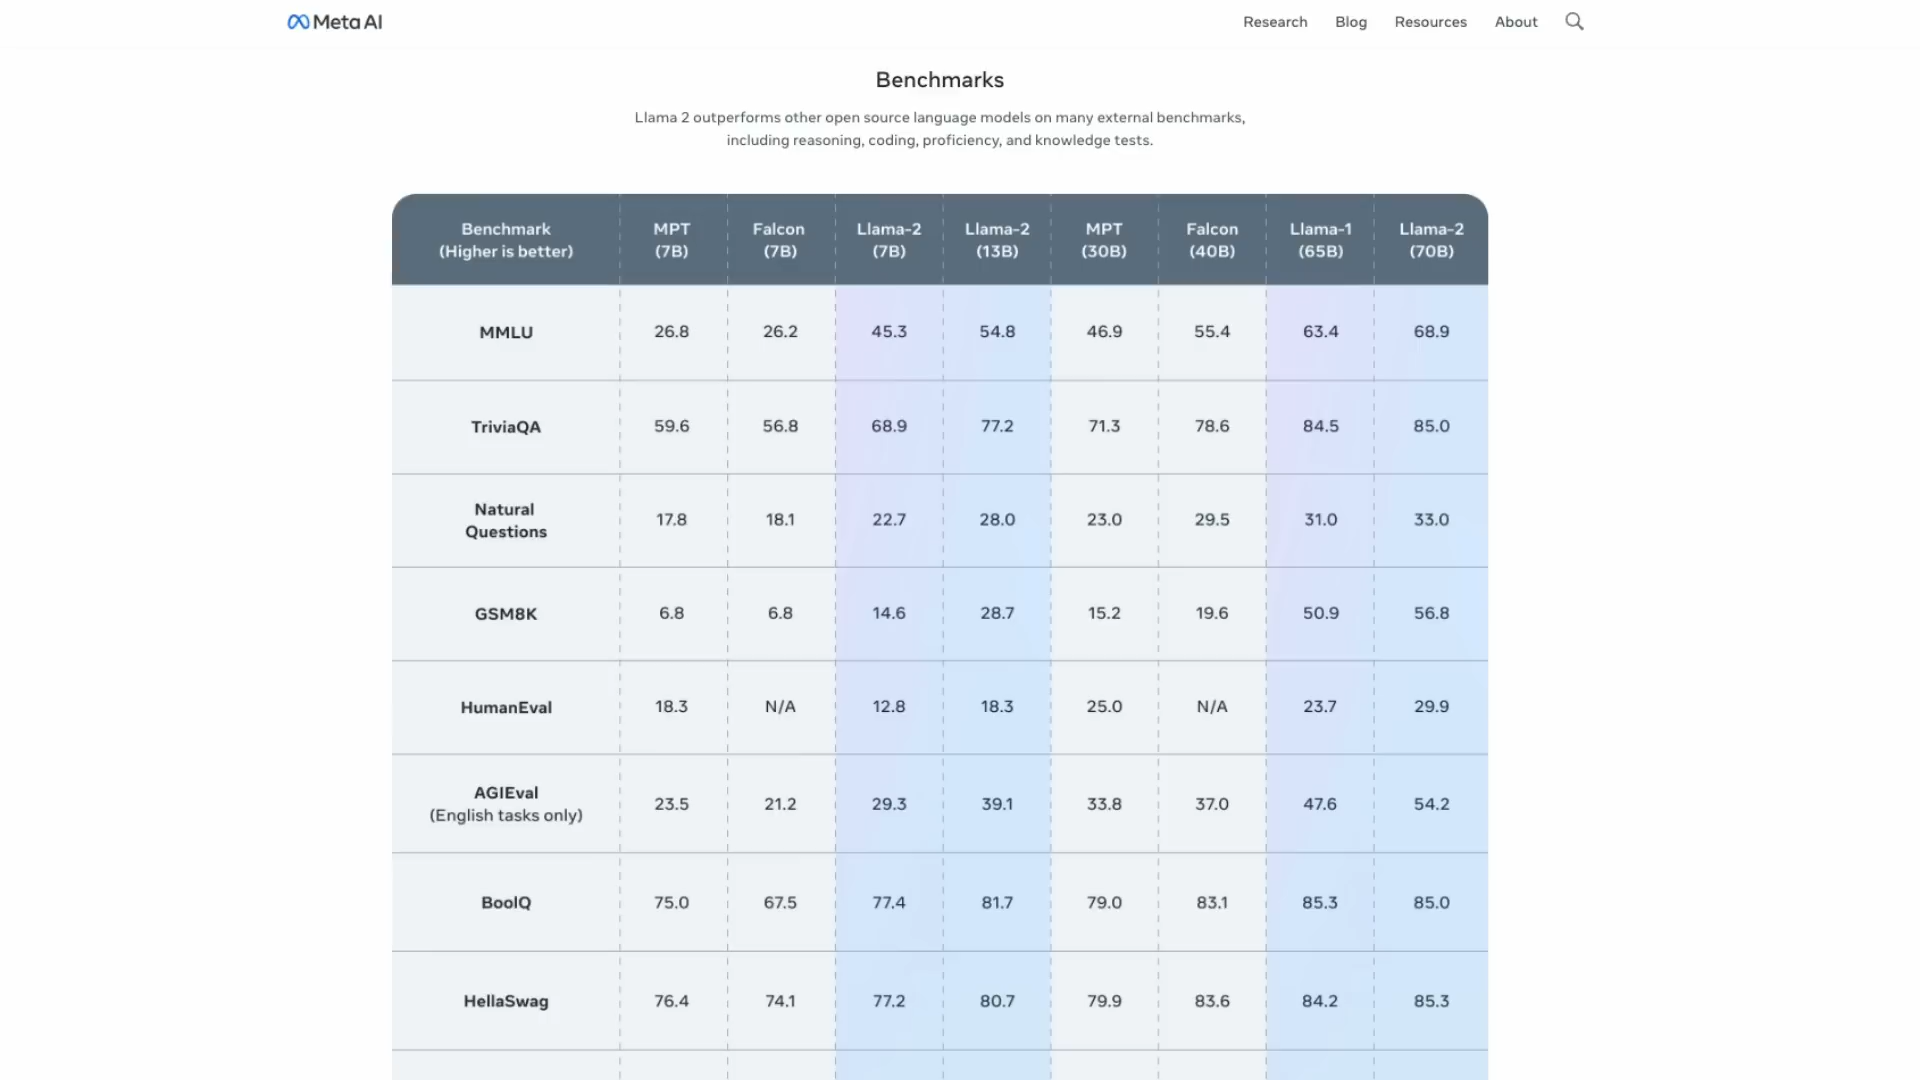 Meta AI
Research Blog Resources About
Benchmarks
Llama 2 outperforms other open source language models on many external benchmarks,
including reasoning, coding, proficiency, and knowledge tests.
Benchmark MPT Falcon Llama-2 Llama-2 MPT Falcon Llama-1 Llama-2
(Higher is better) (7B) (7B) (7B) (13B) (30B) (40B) (65B) (70B)
MMLU 26.8 26.2 45.3 54.8 46.9 55.4 63.4 68.9
TriviaQA 59.6 56.8 68.9 77.2 71.3 78.6 84.5 85.0
Natural
Questions 17.8 18.1 22.7 28.0 23.0 29.5 31.0 33.0
GSM8K 6.8 6.8 14.6 28.7 15.2 19.6 50.9 56.8
HumanEval 18.3 N/A 12.8 18.3 25.0 N/A 23.7 29.9
AGIEval
(English tasks only) 23.5 21.2 29.3 39.1 33.8 37.0 47.6 54.2
BoolQ 75.0 67.5 77.4 81.7 79.0 83.1 85.3 85.0
HellaSwag 76.4 74.1 77.2 80.7 79.9 83.6 84.2 85.3